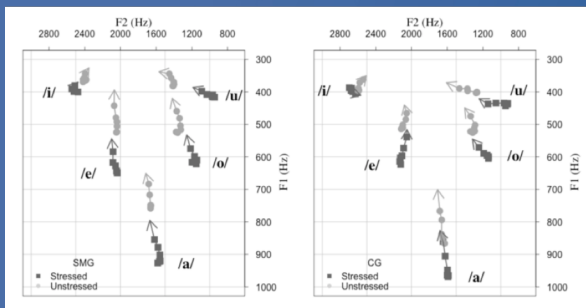 F2 (Hz)
2800 2400 2000 1600 1200 800
300
400
500
600
700
800
900
1000
F1 (Hz)
/i/
/u/
/e/
/o/
/a/
SMG
Stressed
Unstressed
F2 (Hz)
2800 2400 2000 1600 1200 800
300
400
500
600
700
800
900
1000
F1 (Hz)
/i/
/u/
/e/
/o/
/a/
CG
Stressed
Unstressed